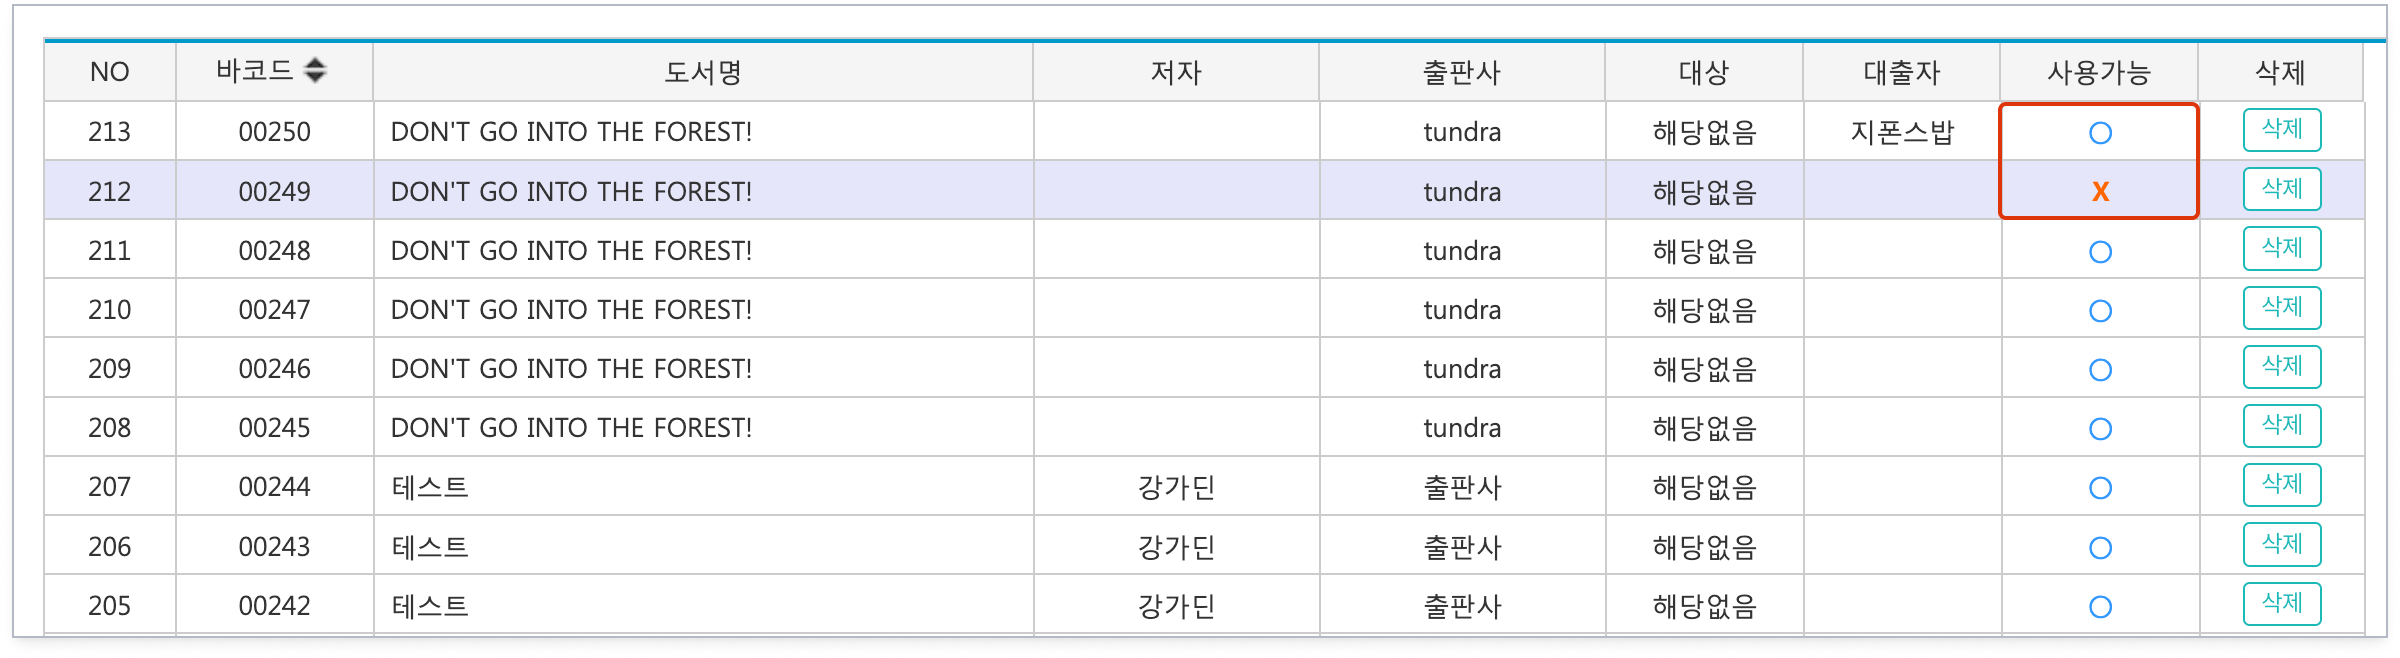 NO 바코드 도서명 저자 출판사 대상 대출자 사용가능 삭제
213 00250 DON'T GO INTO THE FOREST! tundra 해당없음 지폰스밥 O 삭제
212 00249 DON'T GO INTO THE FOREST! tundra 해당없음 X 삭제
211 00248 DON'T GO INTO THE FOREST! tundra 해당없음 O 삭제
210 00247 DON'T GO INTO THE FOREST! tundra 해당없음 O 삭제
209 00246 DON'T GO INTO THE FOREST! tundra 해당없음 O 삭제
208 00245 DON'T GO INTO THE FOREST! tundra 해당없음 O 삭제
207 00244 테스트 강가딘 출판사 해당없음 O 삭제
206 00243 테스트 강가딘 출판사 해당없음 O 삭제
205 00242 테스트 강가딘 출판사 해당없음 O 삭제